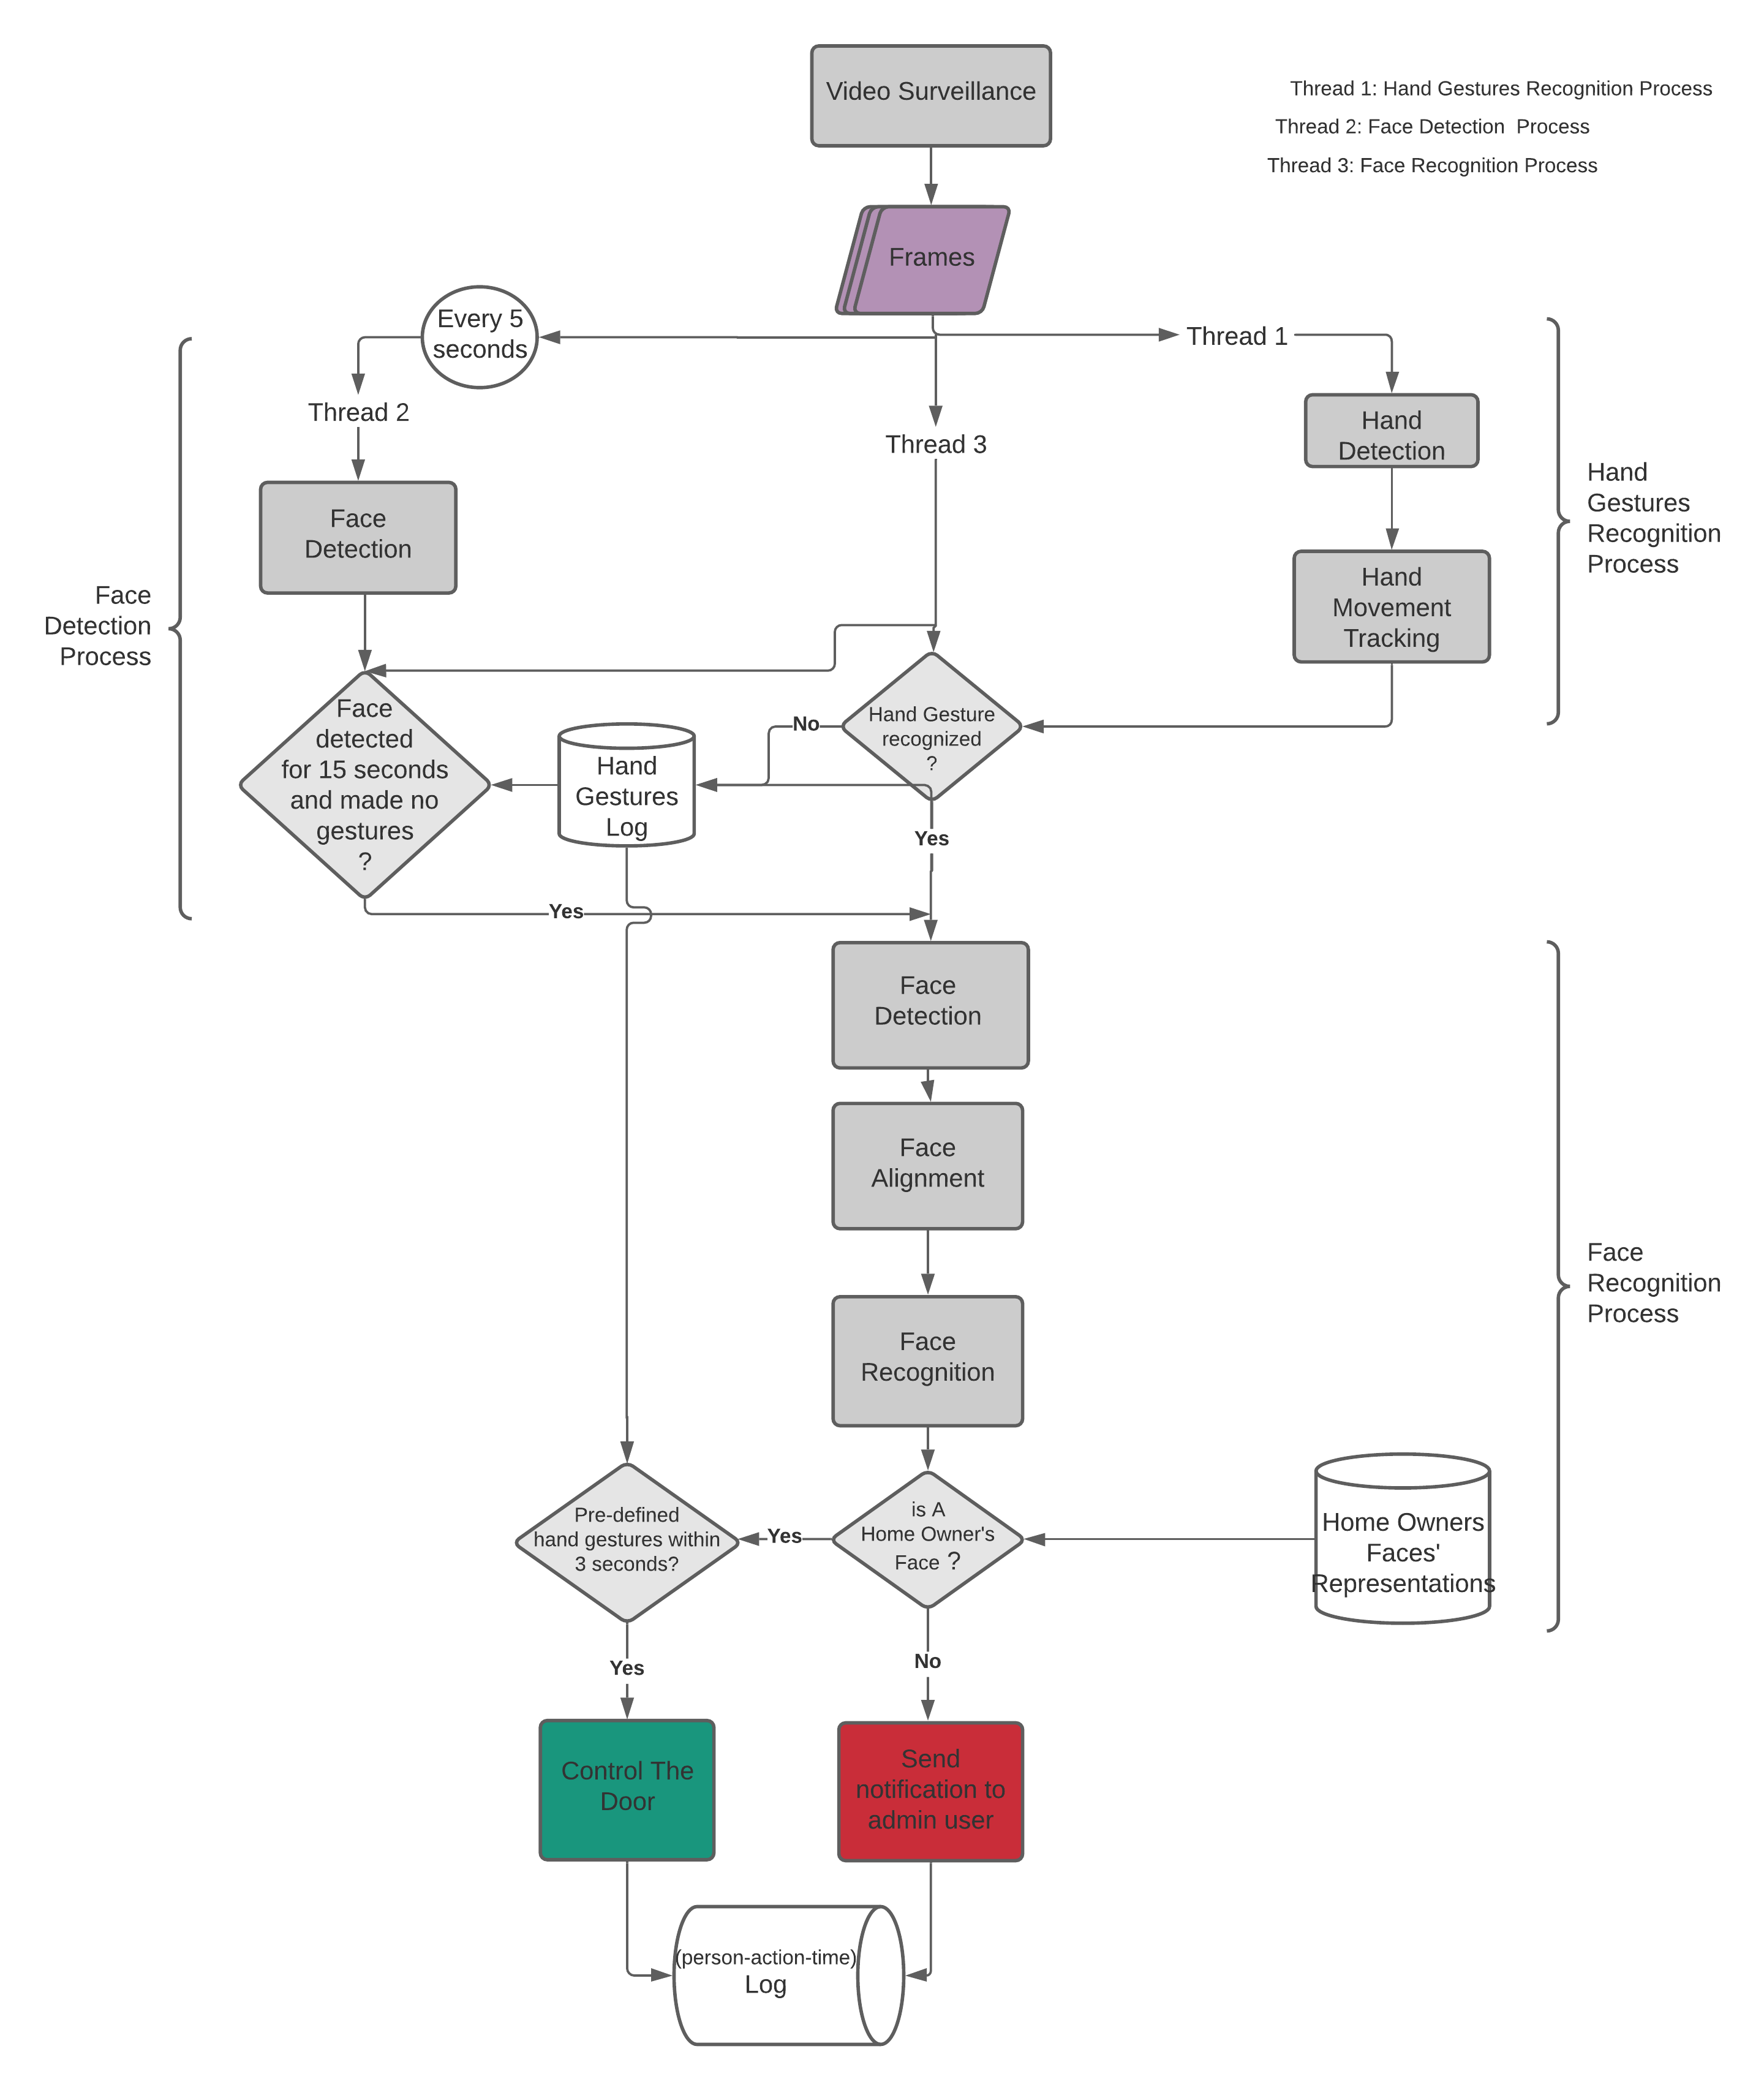 Video Surveillance
Thread 1: Hand Gestures Recognition Process
Thread 2: Face Detection  Process
Thread 3: Face Recognition Process
Frames
Every 5
seconds
Thread 1
Thread 2
Thread 3
Hand
Detection
Hand
Gestures
Recognition
Process
Face
Detection
Hand
Movement
Tracking
Face
Detection
Process
Face
detected
for 15 seconds
and made no
gestures
?
Hand
Gestures
Log
No
Hand Gesture
recognized
?
Yes
Yes
Face
Detection
Face
Alignment
Face
Recognition
Process
Face
Recognition
Pre-defined
hand gestures within
3 seconds?
Yes
is A
Home Owner's
Face ?
Home Owners
Faces'
Representations
Yes
No
Control The
Door
Send
notification to
admin user
(person-action-time)
Log